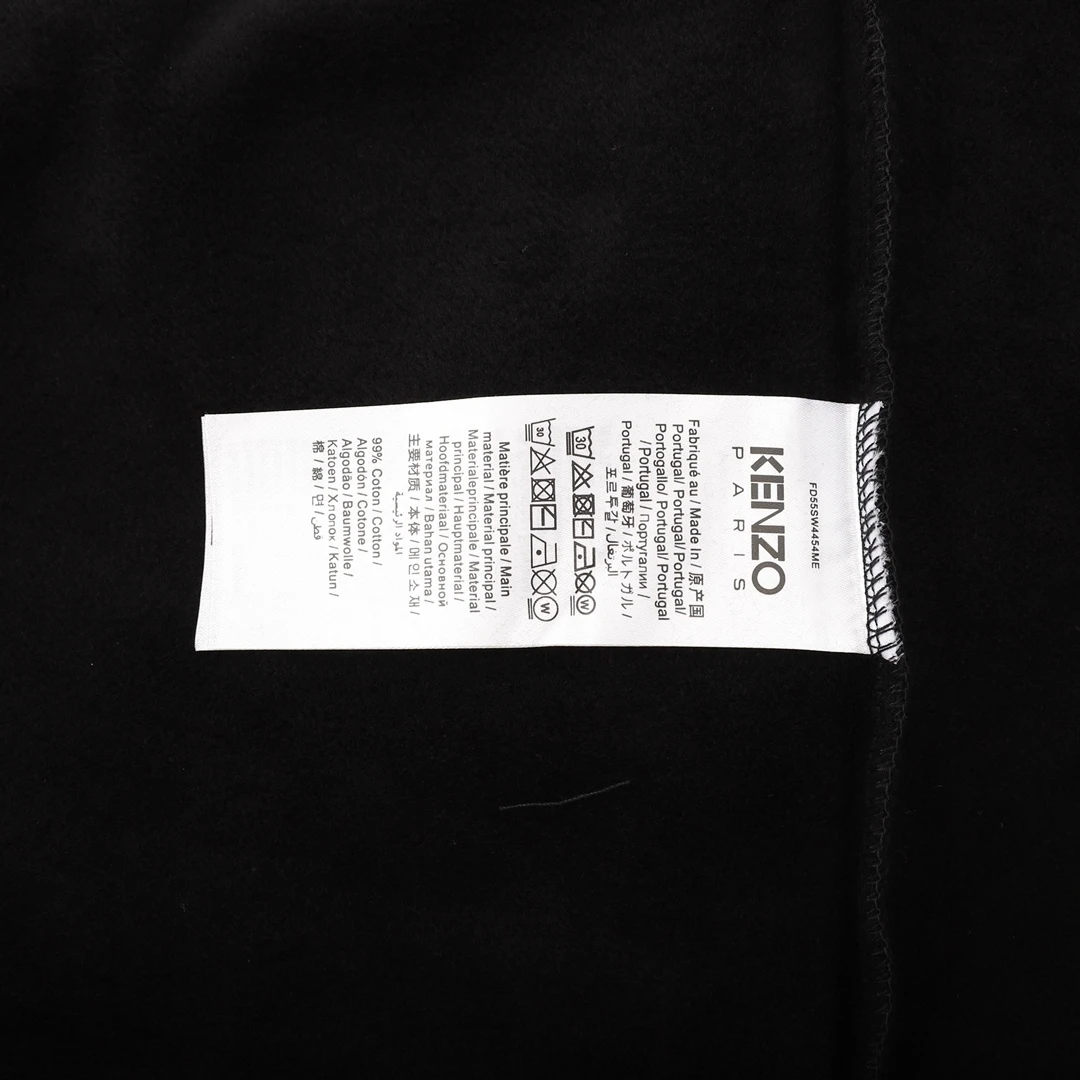 FD55SW4454ME
KENZO
PARIS
Fabriqué au / Made In / 原产国
Portugal/ Portugal/ Portugal/
Portogallo/ Portugal/ Portugal
/Portugal / Португалии /
Portugal / 葡萄牙 / ポルトガル /
포르투갈 / البرتغال
30 W
30 W
Matière principale / Main
material / Material principal /
Materialeprincipale / Material
principal / Hauptmaterial /
Hoofdmateriaal / Основной
материал / Bahan utama /
主要材质 / 本体 / 메인 소재 /
المواد الرئيسية
99% Coton / Cotton /
Algodón / Cotone /
Algodão / Baumwolle /
Katoen / Хлопок / Katun /
棉 / 綿 / 면 / قطن